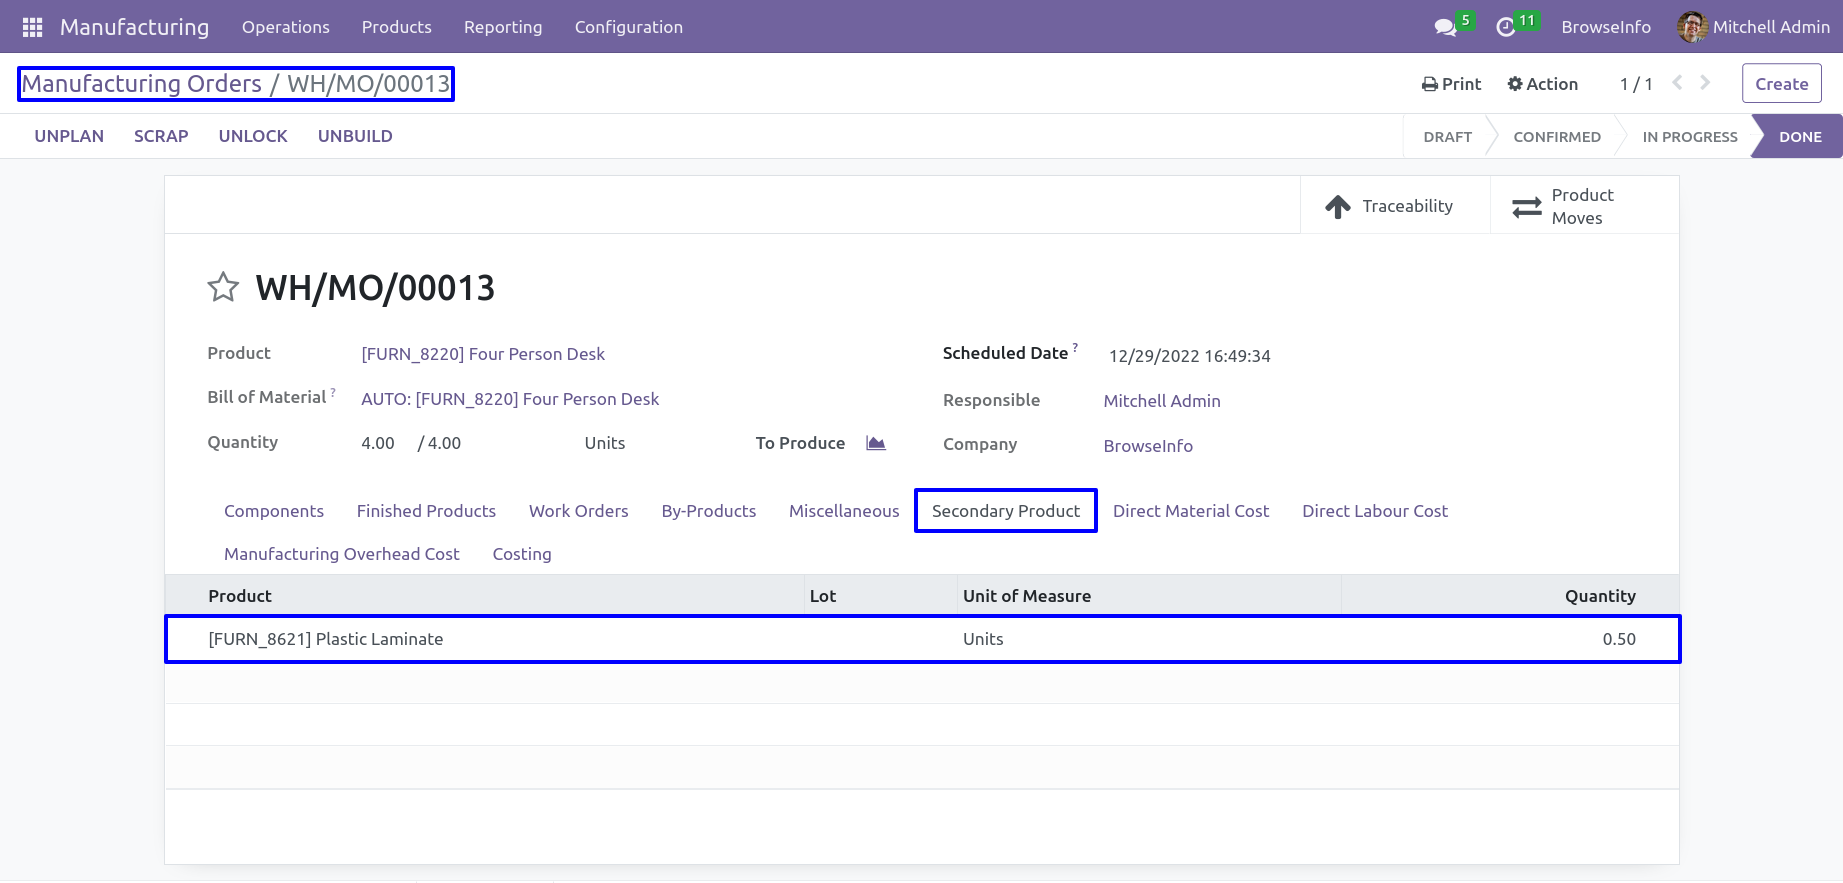 Manufacturing Operations Products Reporting Configuration 5 11 BrowseInfo Mitchell Admin
Manufacturing Orders / WH/MO/00013 Print Action 1 / 1 Create
UNPLAN SCRAP UNLOCK UNBUILD DRAFT CONFIRMED IN PROGRESS DONE
Traceability Product
Moves
WH/MO/00013
Product [FURN_8220] Four Person Desk Scheduled Date ? 12/29/2022 16:49:34
Bill of Material ? AUTO: [FURN_8220] Four Person Desk Responsible Mitchell Admin
Quantity 4.00 / 4.00 Units To Produce Company BrowseInfo
Components Finished Products Work Orders By-Products Miscellaneous Secondary Product Direct Material Cost Direct Labour Cost
Manufacturing Overhead Cost Costing
Product Lot Unit of Measure Quantity
[FURN_8621] Plastic Laminate Units 0.50